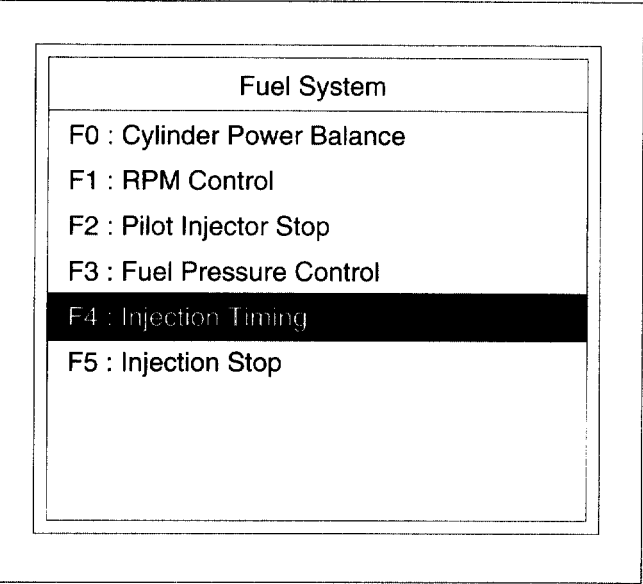 Fuel System
F0 : Cylinder Power Balance
F1 : RPM Control
F2 : Pilot Injector Stop
F3 : Fuel Pressure Control
F4 : Injection Timing
F5 : Injection Stop